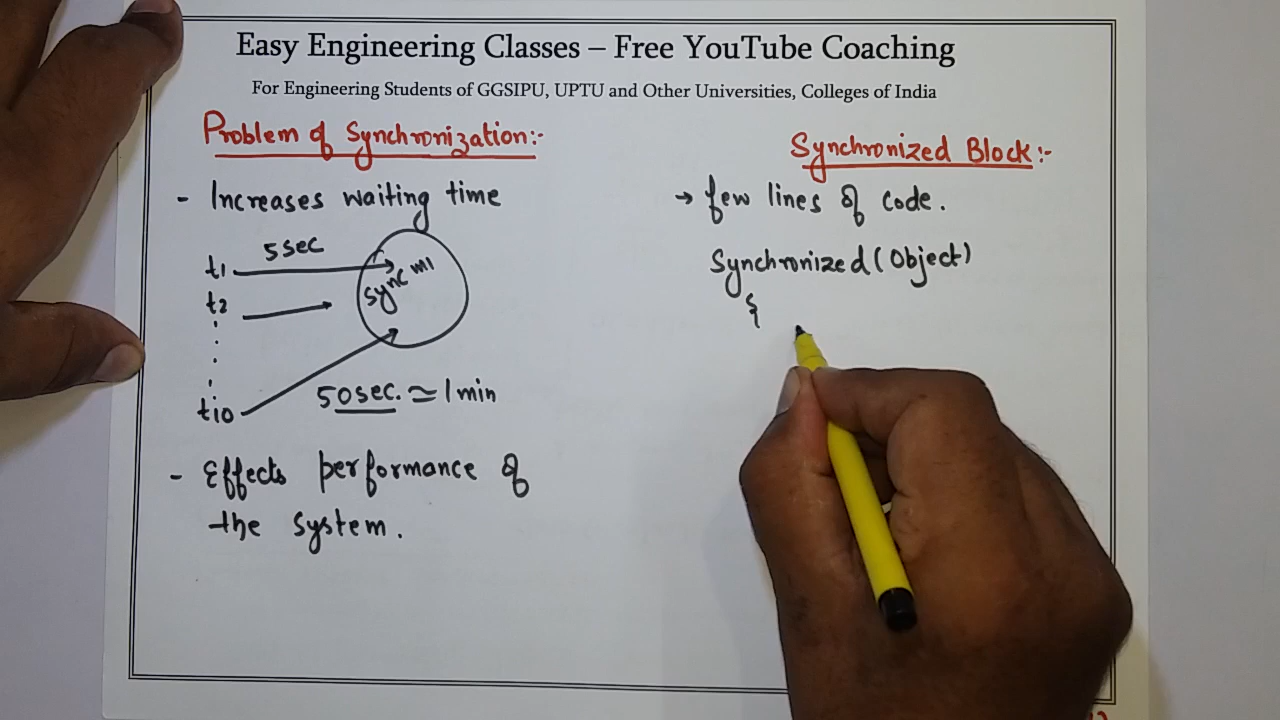 Easy Engineering Classes – Free YouTube Coaching
For Engineering Students of GGSIPU, UPTU and Other Universities, Colleges of India
Problem of Synchronization:-
- Increases waiting time
5sec
t1
sync m1
t2
t10
50sec. ≃ 1 min
- Effects performance of
the system.
Synchronized Block:-
→ few lines of code.
Synchronized(Object)
{